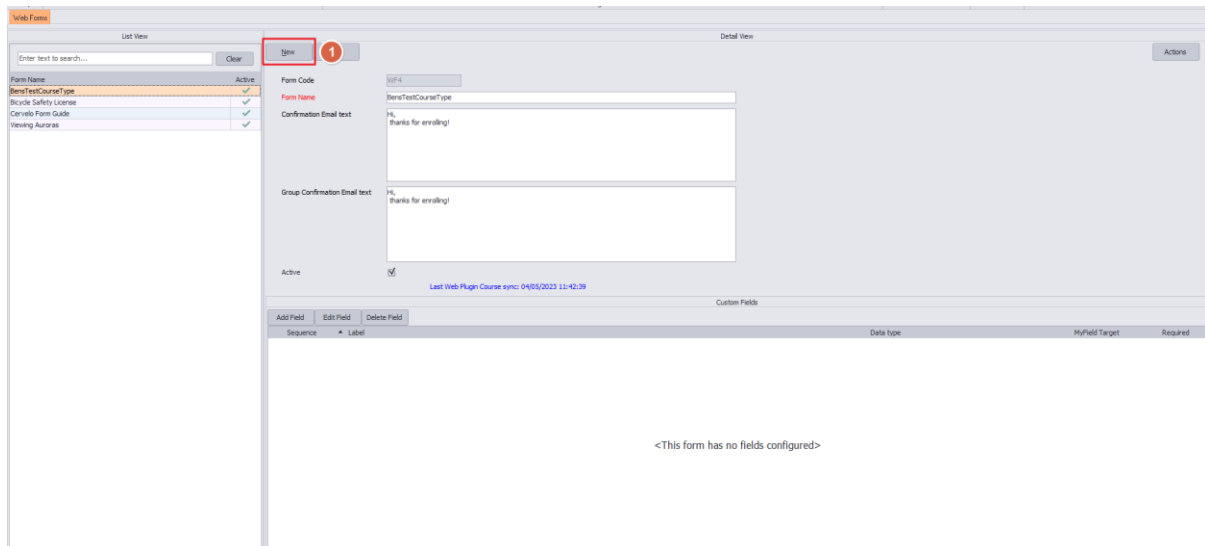 Web Forms
List View
Detail View
Enter text to search...
Clear
New
1
Actions
Form Name Active
BensTestCourseType
Bicycle Safety License
Cervelo Form Guide
Viewing Auroras
Form Code WF4
Form Name BensTestCourseType
Confirmation Email text Hi,
thanks for enrolling!
Group Confirmation Email text Hi,
thanks for enrolling!
Active
Last Web Plugin Course sync: 04/05/2023 11:42:39
Custom Fields
Add Field Edit Field Delete Field
Sequence Label Data type MyField Target Required
<This form has no fields configured>